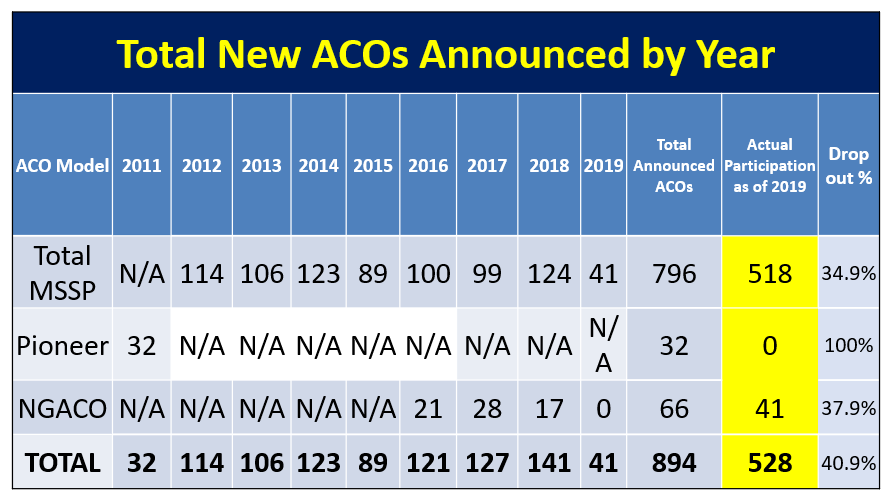 Total New ACOs Announced by Year
ACO Model 2011 2012 2013 2014 2015 2016 2017 2018 2019 Total Announced ACOs Actual Participation as of 2019 Drop out %
Total MSSP N/A 114 106 123 89 100 99 124 41 796 518 34.9%
Pioneer 32 N/A N/A N/A N/A N/A N/A N/A N/A 32 0 100%
NGACO N/A N/A N/A N/A N/A 21 28 17 0 66 41 37.9%
TOTAL 32 114 106 123 89 121 127 141 41 894 528 40.9%